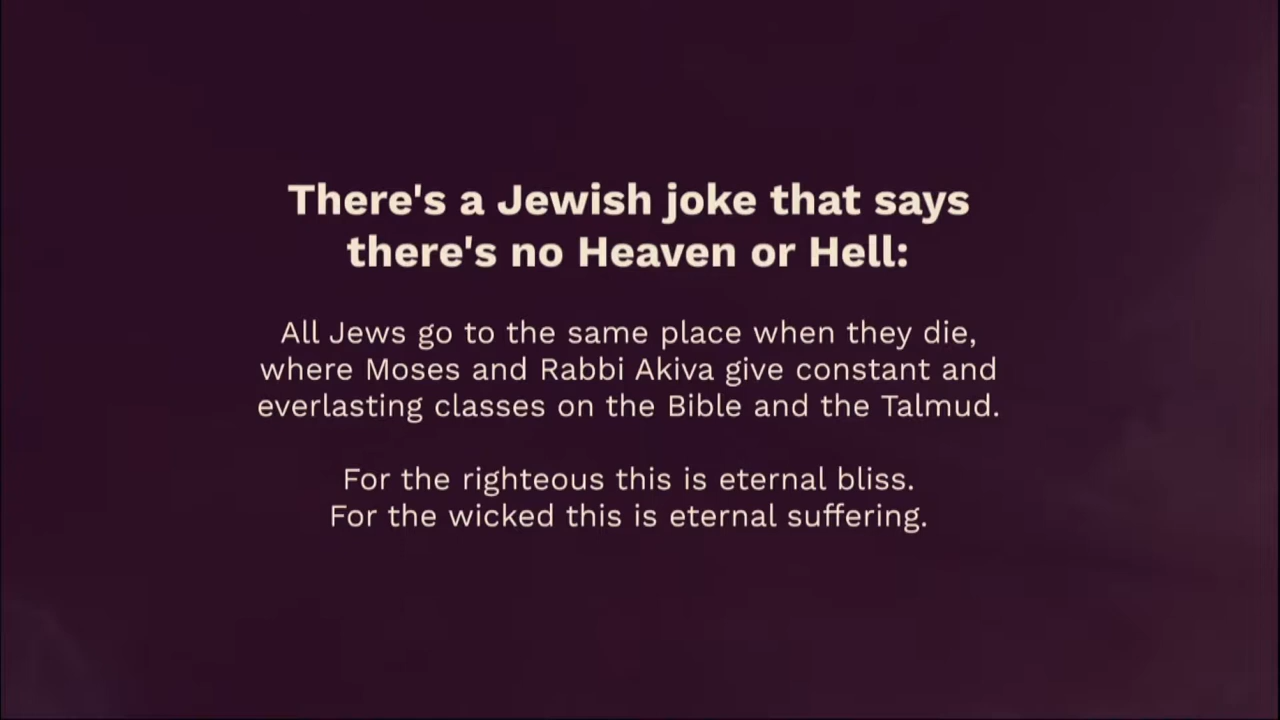 There's a Jewish joke that says
there's no Heaven or Hell:
All Jews go to the same place when they die,
where Moses and Rabbi Akiva give constant and
everlasting classes on the Bible and the Talmud.
For the righteous this is eternal bliss.
For the wicked this is eternal suffering.